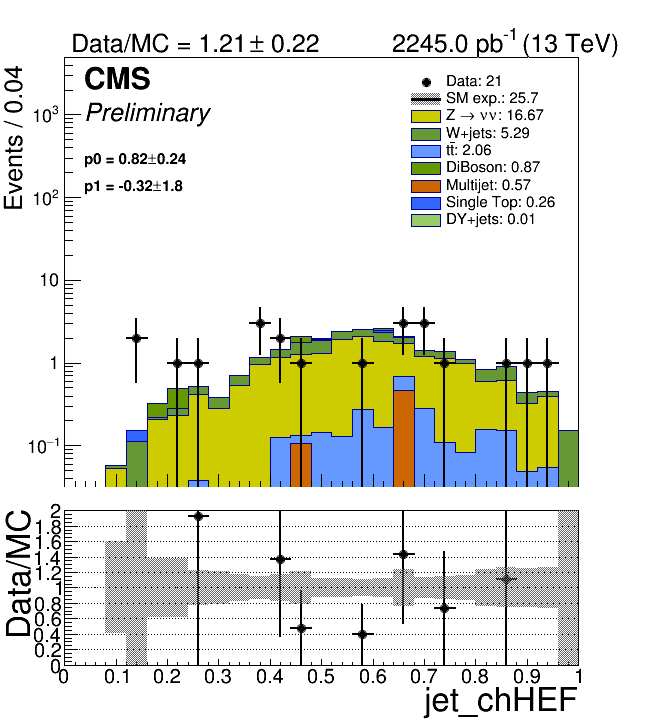 Data/MC = 1.21± 0.22 2245.0 pb⁻¹ (13 TeV)
CMS
Preliminary
p0 = 0.82±0.24
p1 = -0.32±1.8
Data: 21
SM exp.: 25.7
Z → νν: 16.67
W+jets: 5.29
tt̄: 2.06
DiBoson: 0.87
Multijet: 0.57
Single Top: 0.26
DY+jets: 0.01
Events / 0.04
10³
10²
10
1
10⁻¹
Data/MC
2
1.8
1.6
1.4
1.2
1
0.8
0.6
0.4
0.2
0
0 0.1 0.2 0.3 0.4 0.5 0.6 0.7 0.8 0.9 1
jet_chHEF